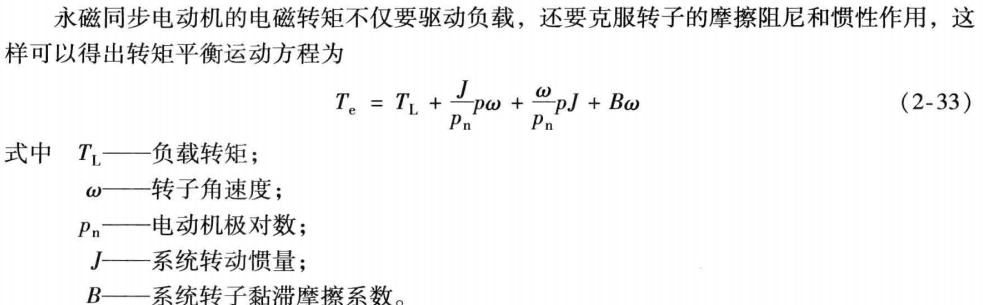 永磁同步电动机的电磁转矩不仅要驱动负载，还要克服转子的摩擦阻尼和惯性作用，这
样可以得出转矩平衡运动方程为
T_e = T_L + \frac{J}{p_n}pω + \frac{ω}{p_n}pJ + Bω (2-33)
式中 T_L——负载转矩；
ω——转子角速度；
p_n——电动机极对数；
J——系统转动惯量；
B——系统转子黏滞摩擦系数。